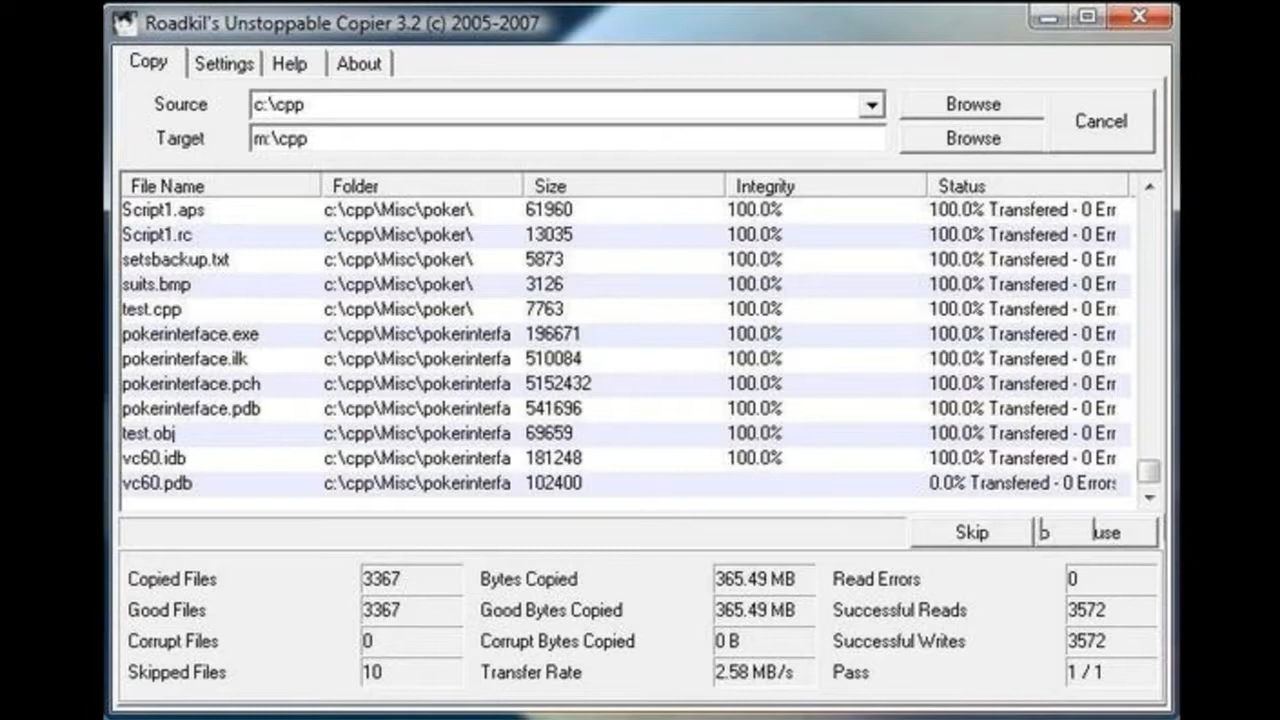 Roadkil's Unstoppable Copier 3.2 (c) 2005-2007
Copy Settings Help About
Source c:\cpp Browse Cancel
Target m:\cpp Browse
File Name Folder Size Integrity Status
Script1.aps c:\cpp\Misc\poker\ 61960 100.0% 100.0% Transfered - 0 Err
Script1.rc c:\cpp\Misc\poker\ 13035 100.0% 100.0% Transfered - 0 Err
setsbackup.txt c:\cpp\Misc\poker\ 5873 100.0% 100.0% Transfered - 0 Err
suits.bmp c:\cpp\Misc\poker\ 3126 100.0% 100.0% Transfered - 0 Err
test.cpp c:\cpp\Misc\poker\ 7763 100.0% 100.0% Transfered - 0 Err
pokerinterface.exe c:\cpp\Misc\pokerinterfa 196671 100.0% 100.0% Transfered - 0 Err
pokerinterface.ilk c:\cpp\Misc\pokerinterfa 510084 100.0% 100.0% Transfered - 0 Err
pokerinterface.pch c:\cpp\Misc\pokerinterfa 5152432 100.0% 100.0% Transfered - 0 Err
pokerinterface.pdb c:\cpp\Misc\pokerinterfa 541696 100.0% 100.0% Transfered - 0 Err
test.obj c:\cpp\Misc\pokerinterfa 69659 100.0% 100.0% Transfered - 0 Err
vc60.idb c:\cpp\Misc\pokerinterfa 181248 100.0% 100.0% Transfered - 0 Err
vc60.pdb c:\cpp\Misc\pokerinterfa 102400 0.0% Transfered - 0 Errors
Skip use
Copied Files 3367 Bytes Copied 365.49 MB Read Errors 0
Good Files 3367 Good Bytes Copied 365.49 MB Successful Reads 3572
Corrupt Files 0 Corrupt Bytes Copied 0 B Successful Writes 3572
Skipped Files 10 Transfer Rate 2.58 MB/s Pass 1 / 1